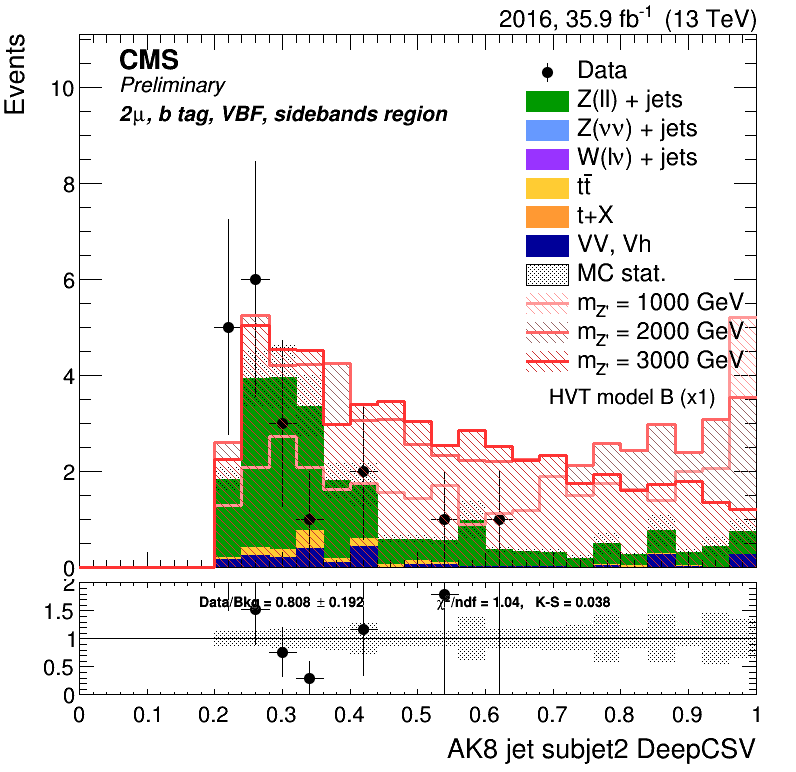 2016, 35.9 fb⁻¹ (13 TeV)
Events
CMS
Preliminary
2μ, b tag, VBF, sidebands region
Data
Z(ll) + jets
Z(νν) + jets
W(lν) + jets
tt̄
t+X
VV, Vh
MC stat.
m_Z' = 1000 GeV
m_Z' = 2000 GeV
m_Z' = 3000 GeV
HVT model B (x1)
10
8
6
4
2
0
2
1.5
1
0.5
0
Data/Bkg = 0.808 ± 0.192
χ²/ndf = 1.04, K-S = 0.038
0 0.1 0.2 0.3 0.4 0.5 0.6 0.7 0.8 0.9 1
AK8 jet subjet2 DeepCSV